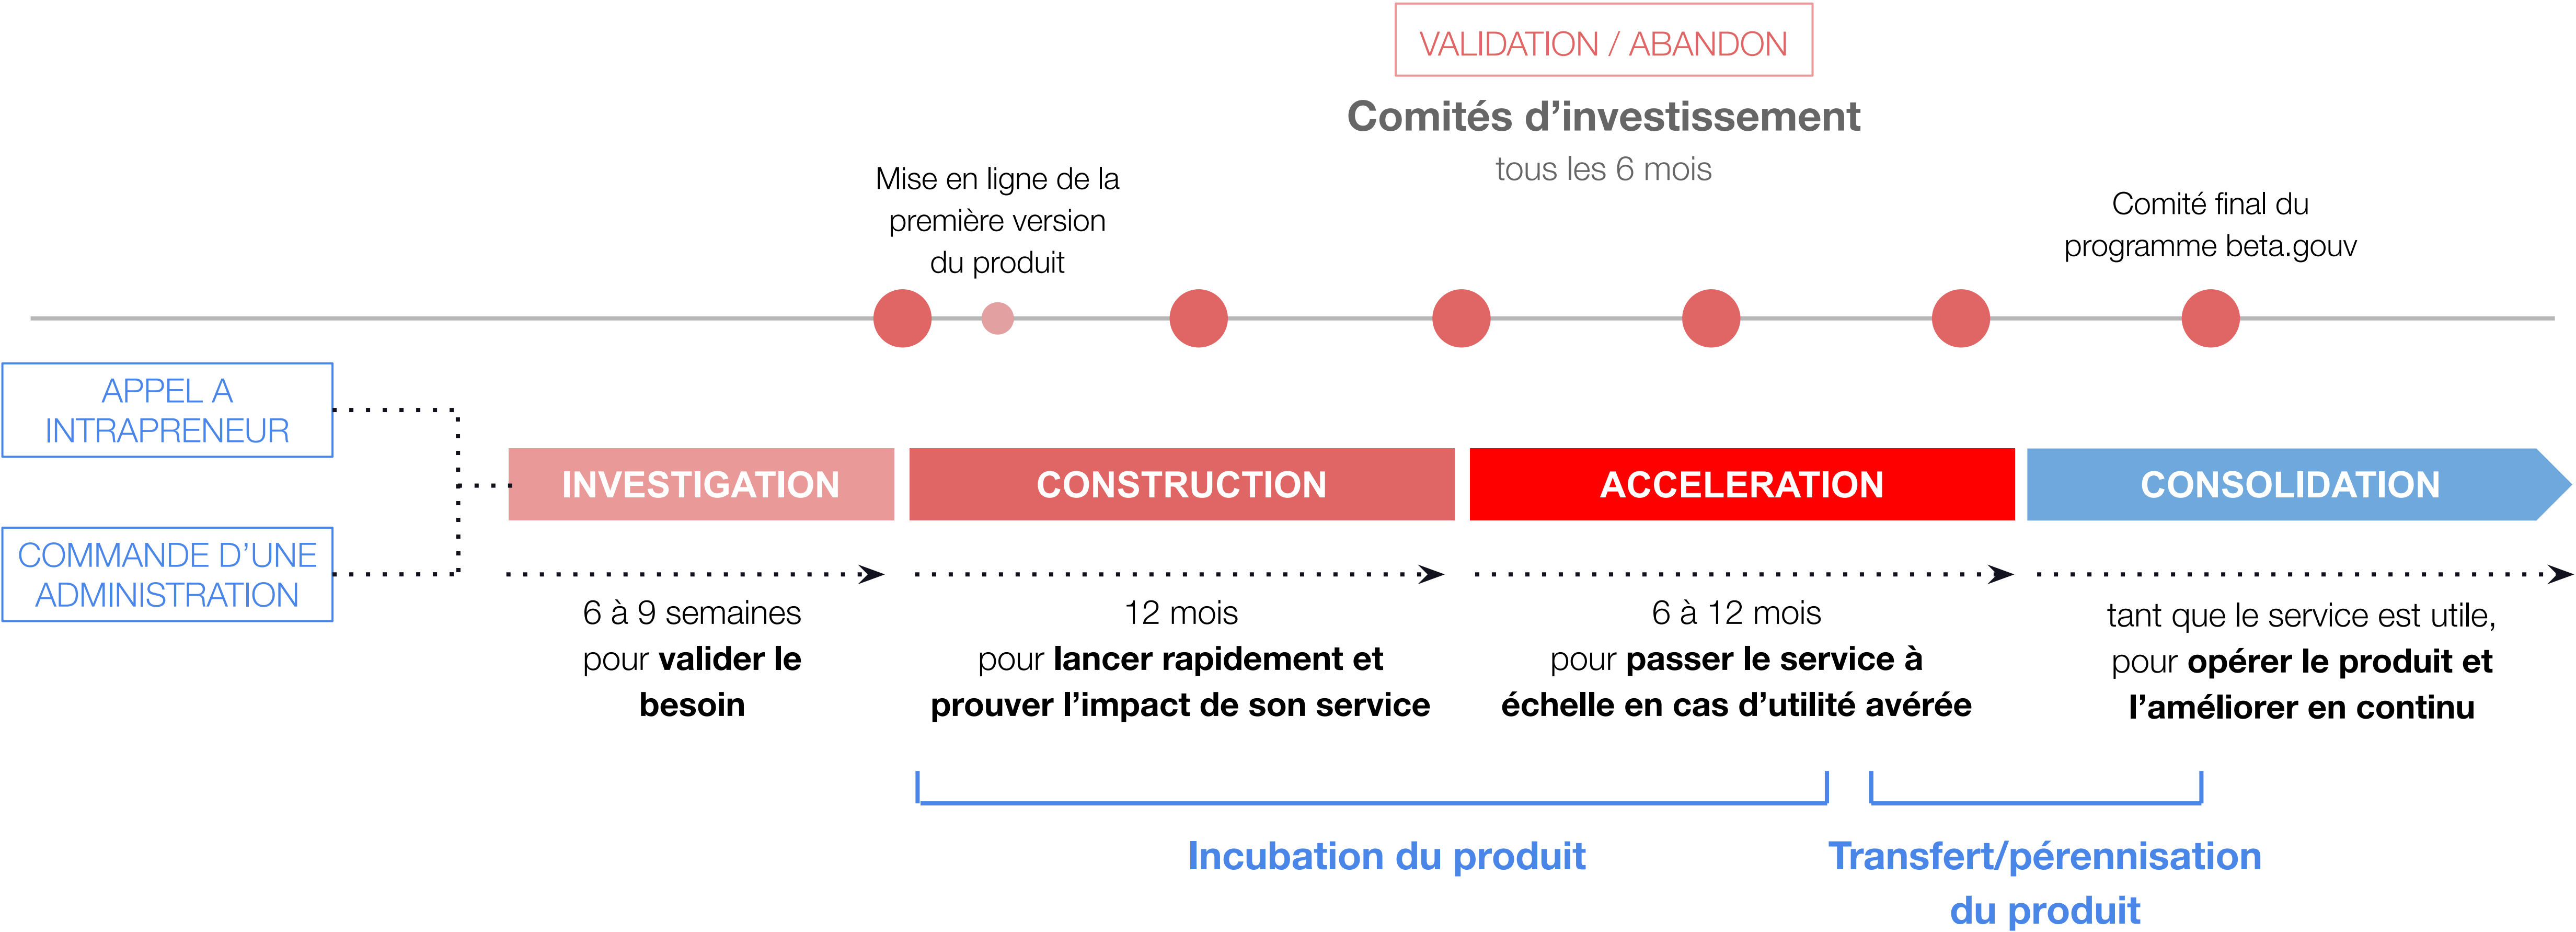 VALIDATION / ABANDON
Comités d’investissement
tous les 6 mois
Mise en ligne de la
première version
du produit
Comité final du
programme beta.gouv
APPEL A
INTRAPRENEUR
COMMANDE D’UNE
ADMINISTRATION
INVESTIGATION
CONSTRUCTION
ACCELERATION
CONSOLIDATION
6 à 9 semaines
pour valider le
besoin
12 mois
pour lancer rapidement et
prouver l’impact de son service
6 à 12 mois
pour passer le service à
échelle en cas d’utilité avérée
tant que le service est utile,
pour opérer le produit et
l’améliorer en continu
Incubation du produit
Transfert/pérennisation
du produit